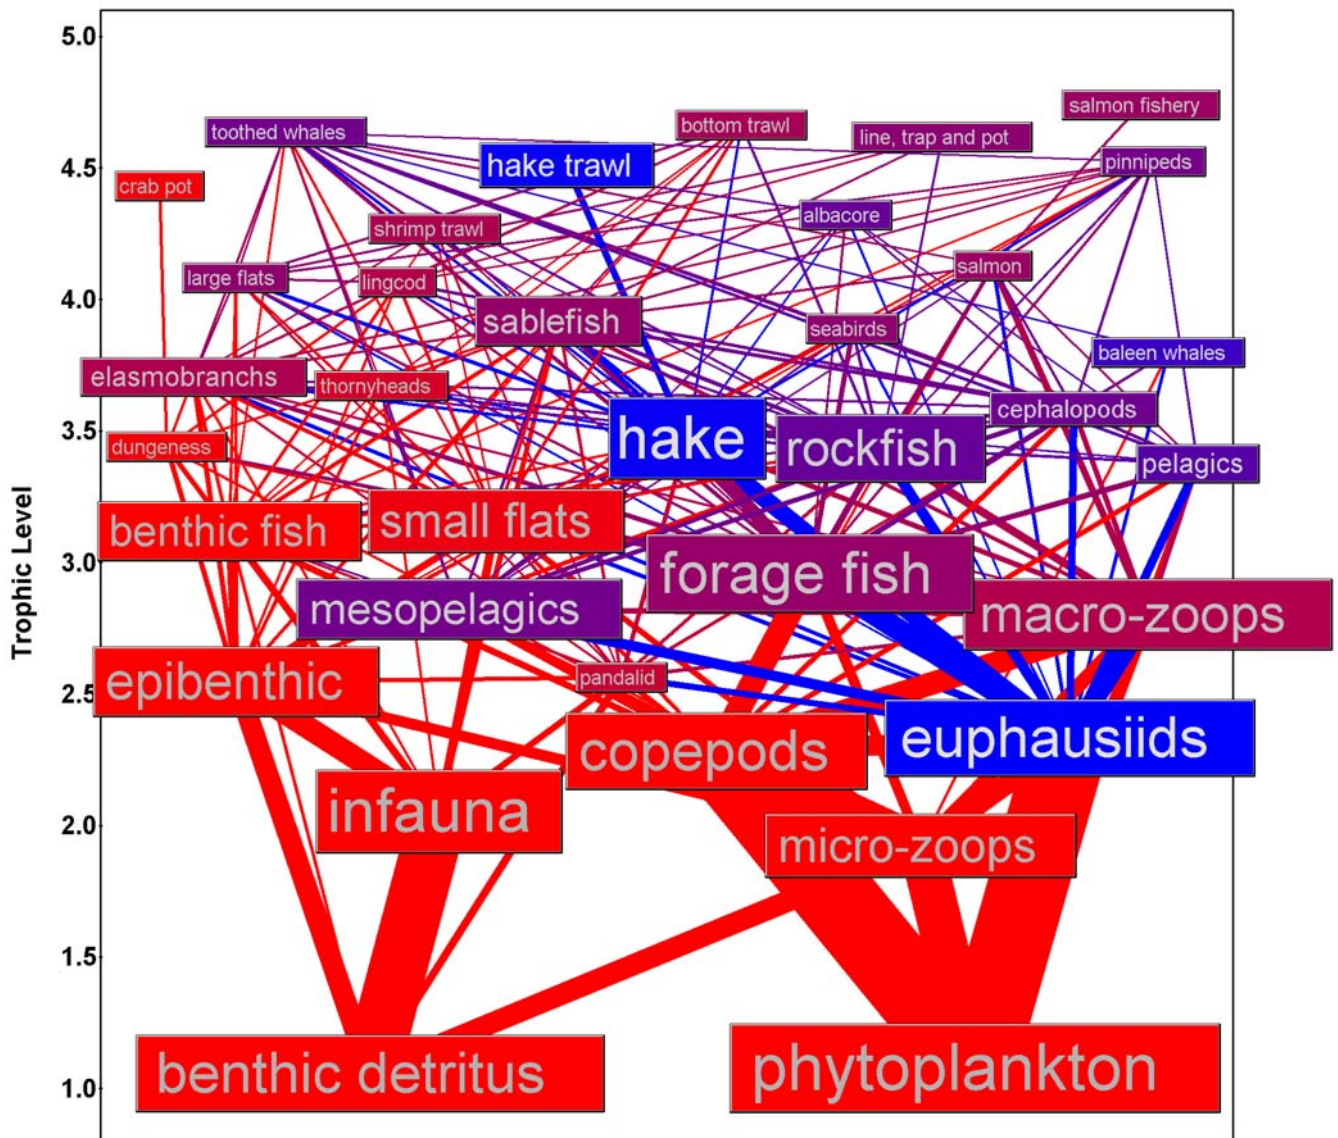 5.0
salmon fishery
toothed whales
bottom trawl
line, trap and pot
hake trawl
4.5
pinnipeds
crab pot
albacore
shrimp trawl
salmon
large flats
lingcod
4.0
sablefish
seabirds
baleen whales
elasmobranchs
thornyheads
cephalopods
hake
3.5
dungeness
rockfish
pelagics
small flats
benthic fish
Trophic Level
3.0
forage fish
mesopelagics
macro-zoops
pandalid
epibenthic
2.5
copepods
euphausiids
infauna
2.0
micro-zoops
1.5
benthic detritus
phytoplankton
1.0